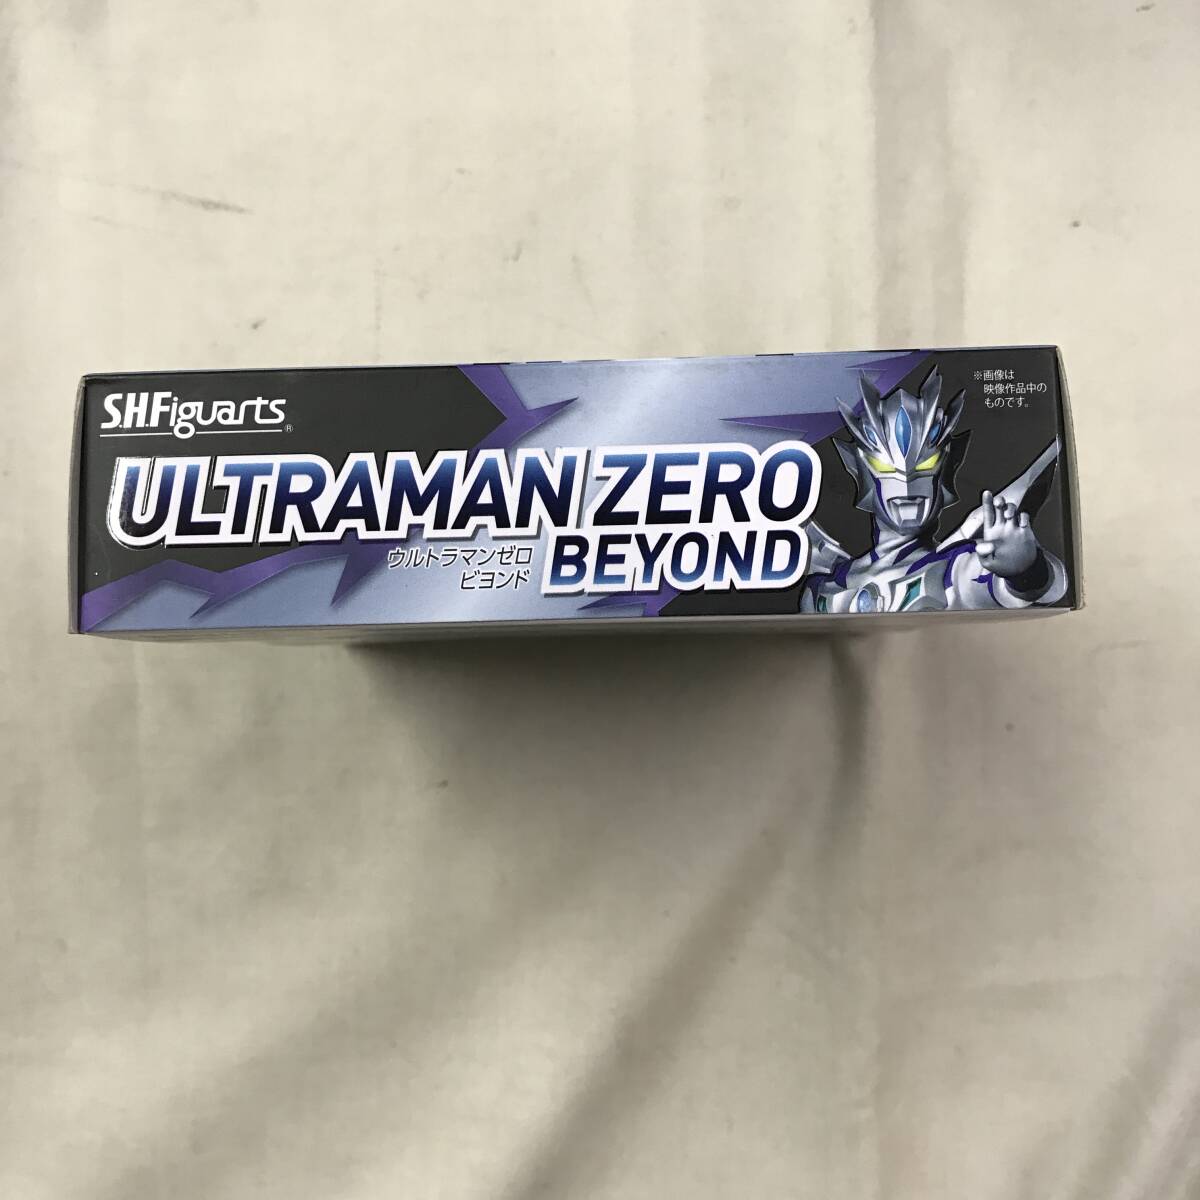 S.H.Figuarts®
ULTRAMAN ZERO
BEYOND
ウルトラマンゼロ
ビヨンド
※画像は
映像作品中の
ものです。